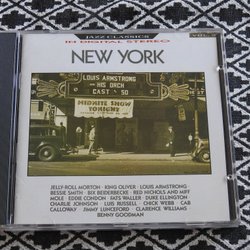 JAZZ CLASSICS
IN DIGITAL STEREO
NEW YORK
LOUIS ARMSTRONG
HIS ORCH
CAST OF 50
MIDNITE SHOW
TONIGHT
JELLY-ROLL MORTON · KING OLIVER · LOUIS ARMSTRONG
BESSIE SMITH · BIX BEIDERBECKE · RED NICHOLS AND MIFF
MOLE · EDDIE CONDON · FATS WALLER · DUKE ELLINGTON
CHARLIE JOHNSON · LUIS RUSSELL · CHICK WEBB · CAB
CALLOWAY · JIMMY LUNCEFORD · CLARENCE WILLIAMS
BENNY GOODMAN